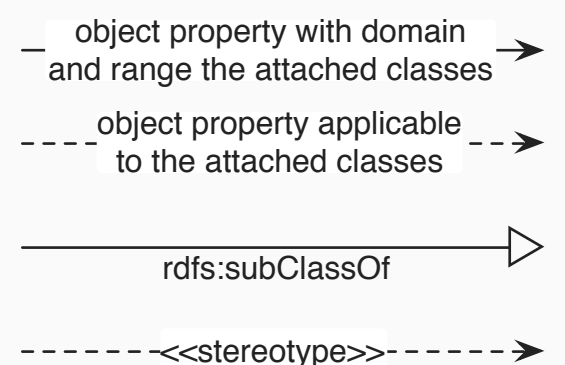 object property with domain
and range the attached classes
object property applicable
to the attached classes
rdfs:subClassOf
<<stereotype>>